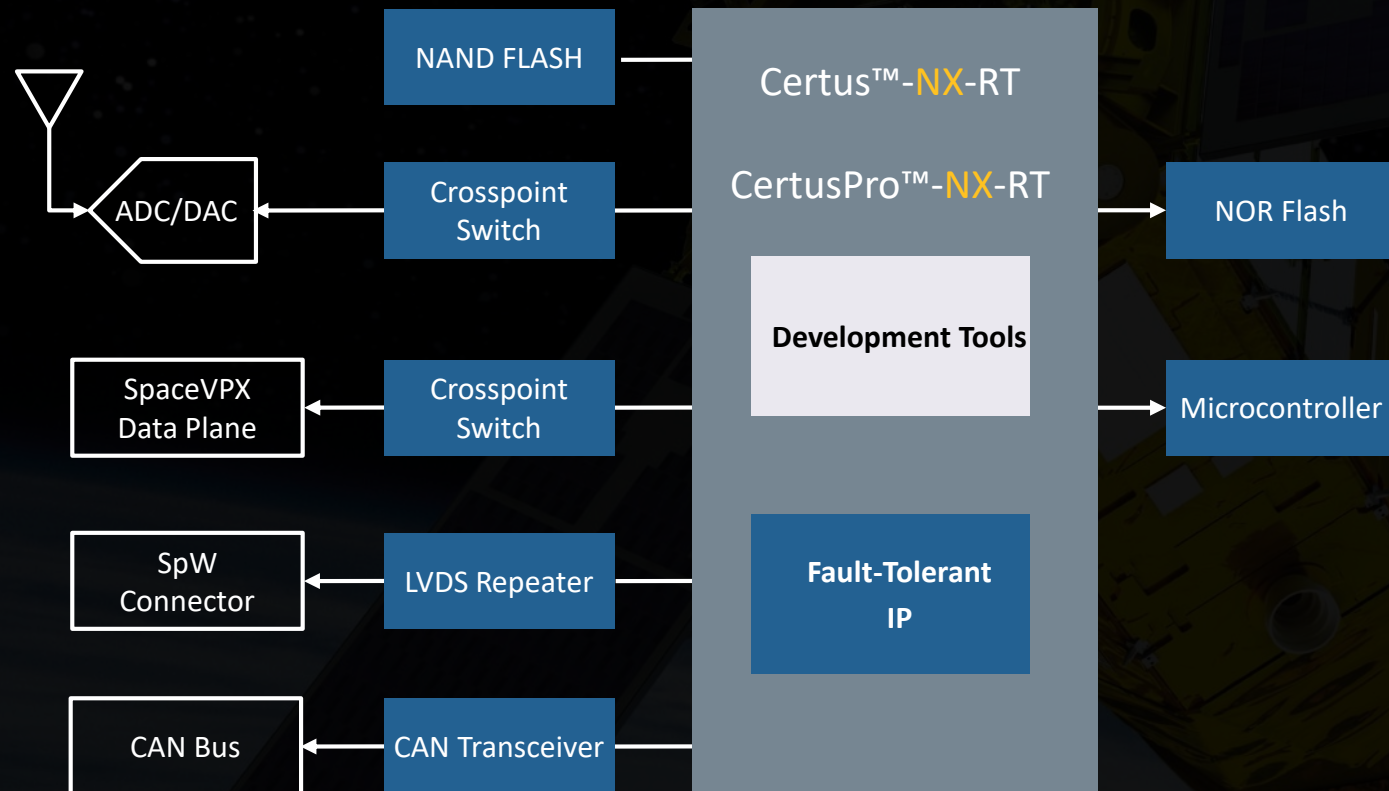 NAND FLASH
Certus™-NX-RT
CertusPro™-NX-RT
ADC/DAC
Crosspoint
Switch
NOR Flash
Development Tools
SpaceVPX
Data Plane
Crosspoint
Switch
Microcontroller
SpW
Connector
LVDS Repeater
Fault-Tolerant
IP
CAN Bus
CAN Transceiver